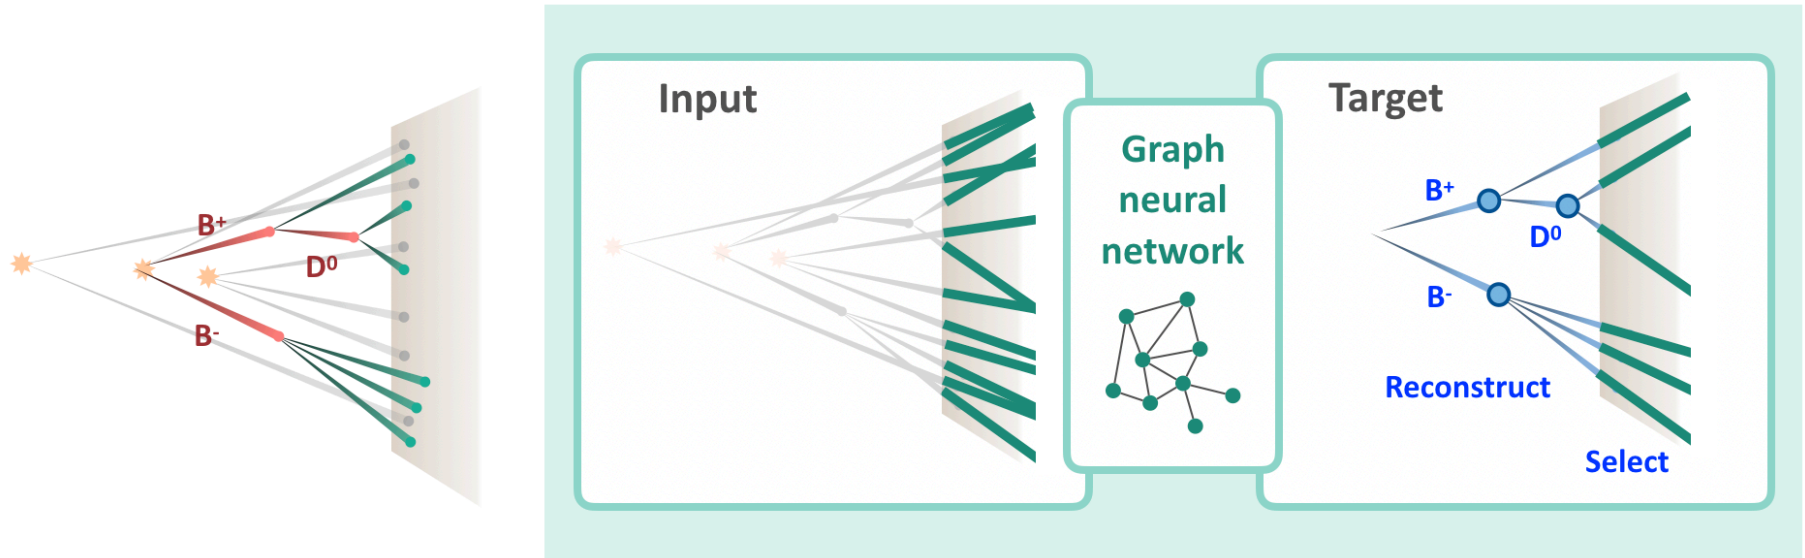 B⁺
D⁰
B⁻
Input
Graph
neural
network
Target
B⁺
D⁰
B⁻
Reconstruct
Select